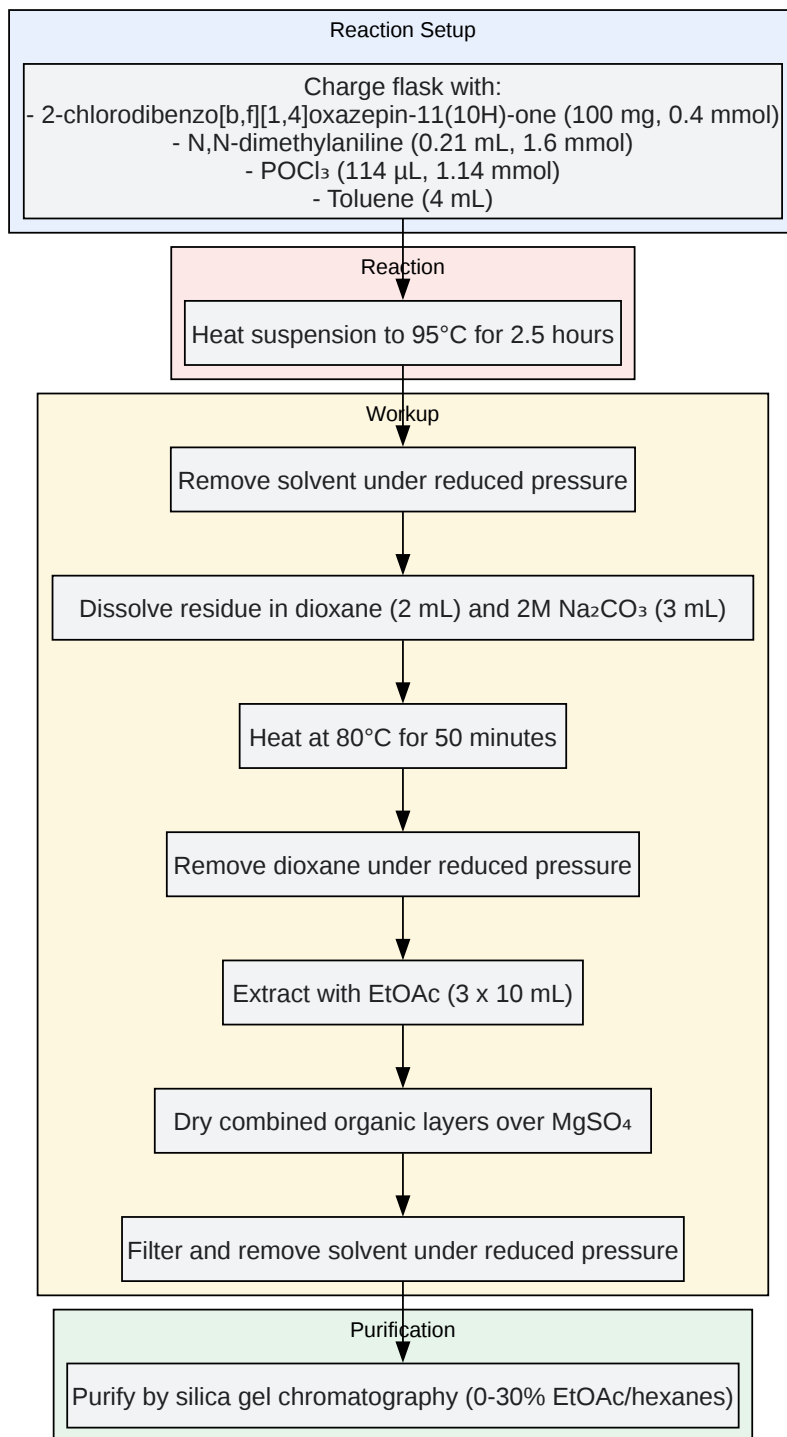 Reaction Setup
Charge flask with:
- 2-chlorodibenzo[b,f][1,4]oxazepin-11(10H)-one (100 mg, 0.4 mmol)
- N,N-dimethylaniline (0.21 mL, 1.6 mmol)
- POCl₃ (114 µL, 1.14 mmol)
- Toluene (4 mL)
Reaction
Heat suspension to 95°C for 2.5 hours
Workup
Remove solvent under reduced pressure
Dissolve residue in dioxane (2 mL) and 2M Na₂CO₃ (3 mL)
Heat at 80°C for 50 minutes
Remove dioxane under reduced pressure
Extract with EtOAc (3 x 10 mL)
Dry combined organic layers over MgSO₄
Filter and remove solvent under reduced pressure
Purification
Purify by silica gel chromatography (0-30% EtOAc/hexanes)